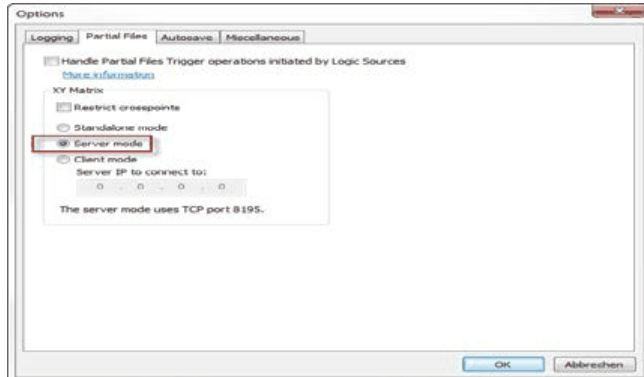 Options
Logging Partial Files Autosave Miscellaneous
Handle Partial Files Trigger operations initiated by Logic Sources
More information
XY Matrix
Restrict crosspoints
Standalone mode
Server mode
Client mode
Server IP to connect to:
0 . 0 . 0 . 0
The server mode uses TCP port 8195.
OK Abbrechen